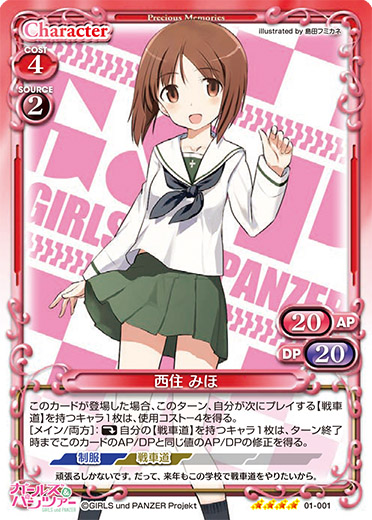 Precious Memories
Character
illustrated by 島田フミカネ
COST
4
SOURCE
2
GIRLS und PANZER
20 AP
DP 20
西住 みほ
このカードが登場した場合、このターン、自分が次にプレイする【戦車
道】を持つキャラ1枚は、使用コスト－4を得る。
[メイン/両方]: 自分の【戦車道】を持つキャラ1枚は、ターン終了
時までこのカードのAP/DPと同じ値のAP/DPの修正を得る。
制服 戦車道
頑張るしかないです。だって、来年もこの学校で戦車道をやりたいから。
ガールズ&パンツァー
GIRLS und PANZER
©GIRLS und PANZER Projekt
01-001